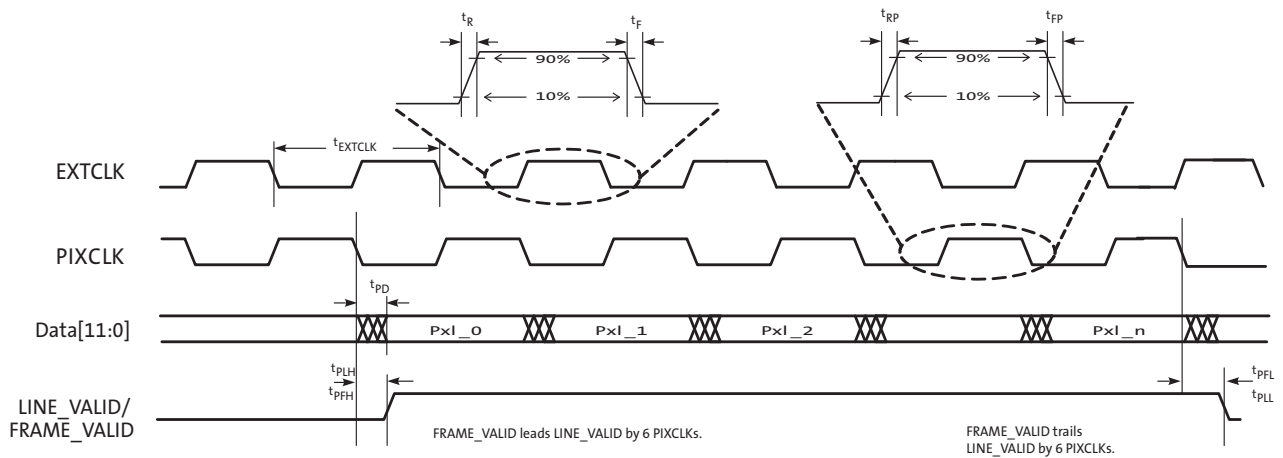 tR
tF
tRP
tFP
90%
90%
10%
10%
tEXTCLK
EXTCLK
PIXCLK
tPD
Data[11:0]
Pxl_0
Pxl_1
Pxl_2
Pxl_n
tPLH
tPFH
tPFL
tPLL
LINE_VALID/
FRAME_VALID
FRAME_VALID leads LINE_VALID by 6 PIXCLKs.
FRAME_VALID trails
LINE_VALID by 6 PIXCLKs.